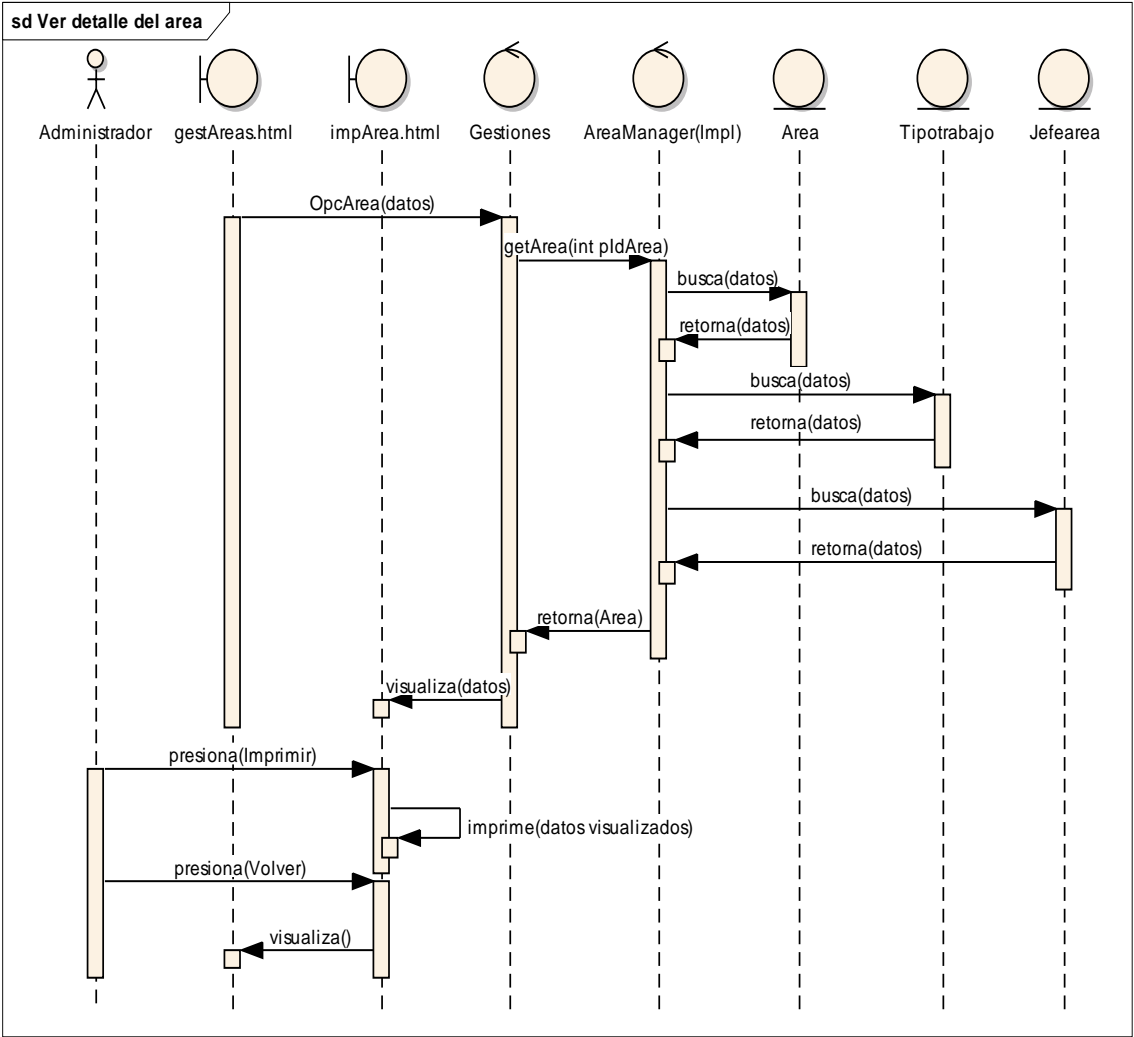 sd Ver detalle del area
Administrador
gestAreas.html
impArea.html
Gestiones
AreaManager(Impl)
Area
Tipotrabajo
Jefearea
OpcArea(datos)
getArea(int pIdArea)
busca(datos)
retorna(datos)
busca(datos)
retorna(datos)
busca(datos)
retorna(datos)
retorna(Area)
visualiza(datos)
presiona(Imprimir)
imprime(datos visualizados)
presiona(Volver)
visualiza()